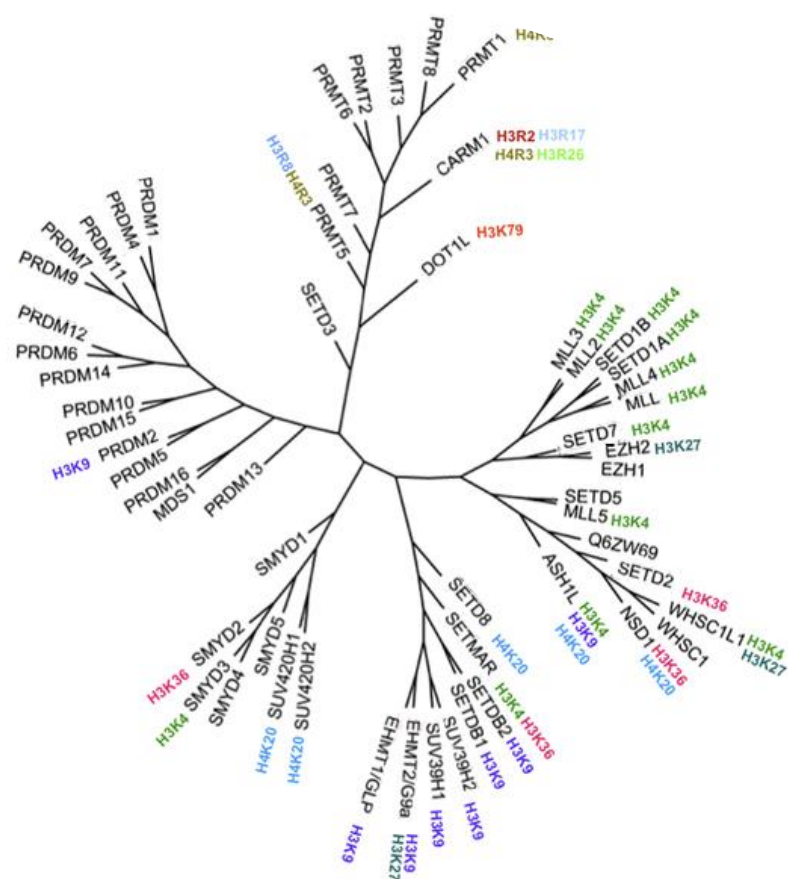 PRMT8
PRMT1
PRMT3
PRMT2
PRMT6
CARM1 H3R2 H3R17
H4R3 H3R26
H3R8
H4R3 PRMT5
PRMT7
DOT1L H3K79
SETD3
PRDM1
PRDM4
PRDM11
PRDM7
PRDM9
PRDM12
PRDM6
PRDM14
PRDM10
PRDM15
H3K9 PRDM2
PRDM5
PRDM16
MDS1
PRDM13
MLL3 H3K4
MLL2 H3K4
SETD1B H3K4
SETD1A H3K4
MLL4 H3K4
MLL H3K4
SETD7 H3K4
EZH2 H3K27
EZH1
SETD5
MLL5 H3K4
Q6ZW69
SETD2 H3K36
WHSC1L1 H3K4
H3K27
WHSC1
NSD1 H3K36
H4K20
ASH1L H3K4
H3K9
H4K20
SETD8 H4K20
SETMAR H3K4 H3K36
SETDB2 H3K9
SETDB1 H3K9
SUV39H2 H3K9
SUV39H1 H3K9
EHMT2/G9a H3K9
H3K27
EHMT1/GLP H3K9
SMYD1
H3K36 SMYD2
H3K4 SMYD3
SMYD4
SMYD5
H4K20 SUV420H1
H4K20 SUV420H2